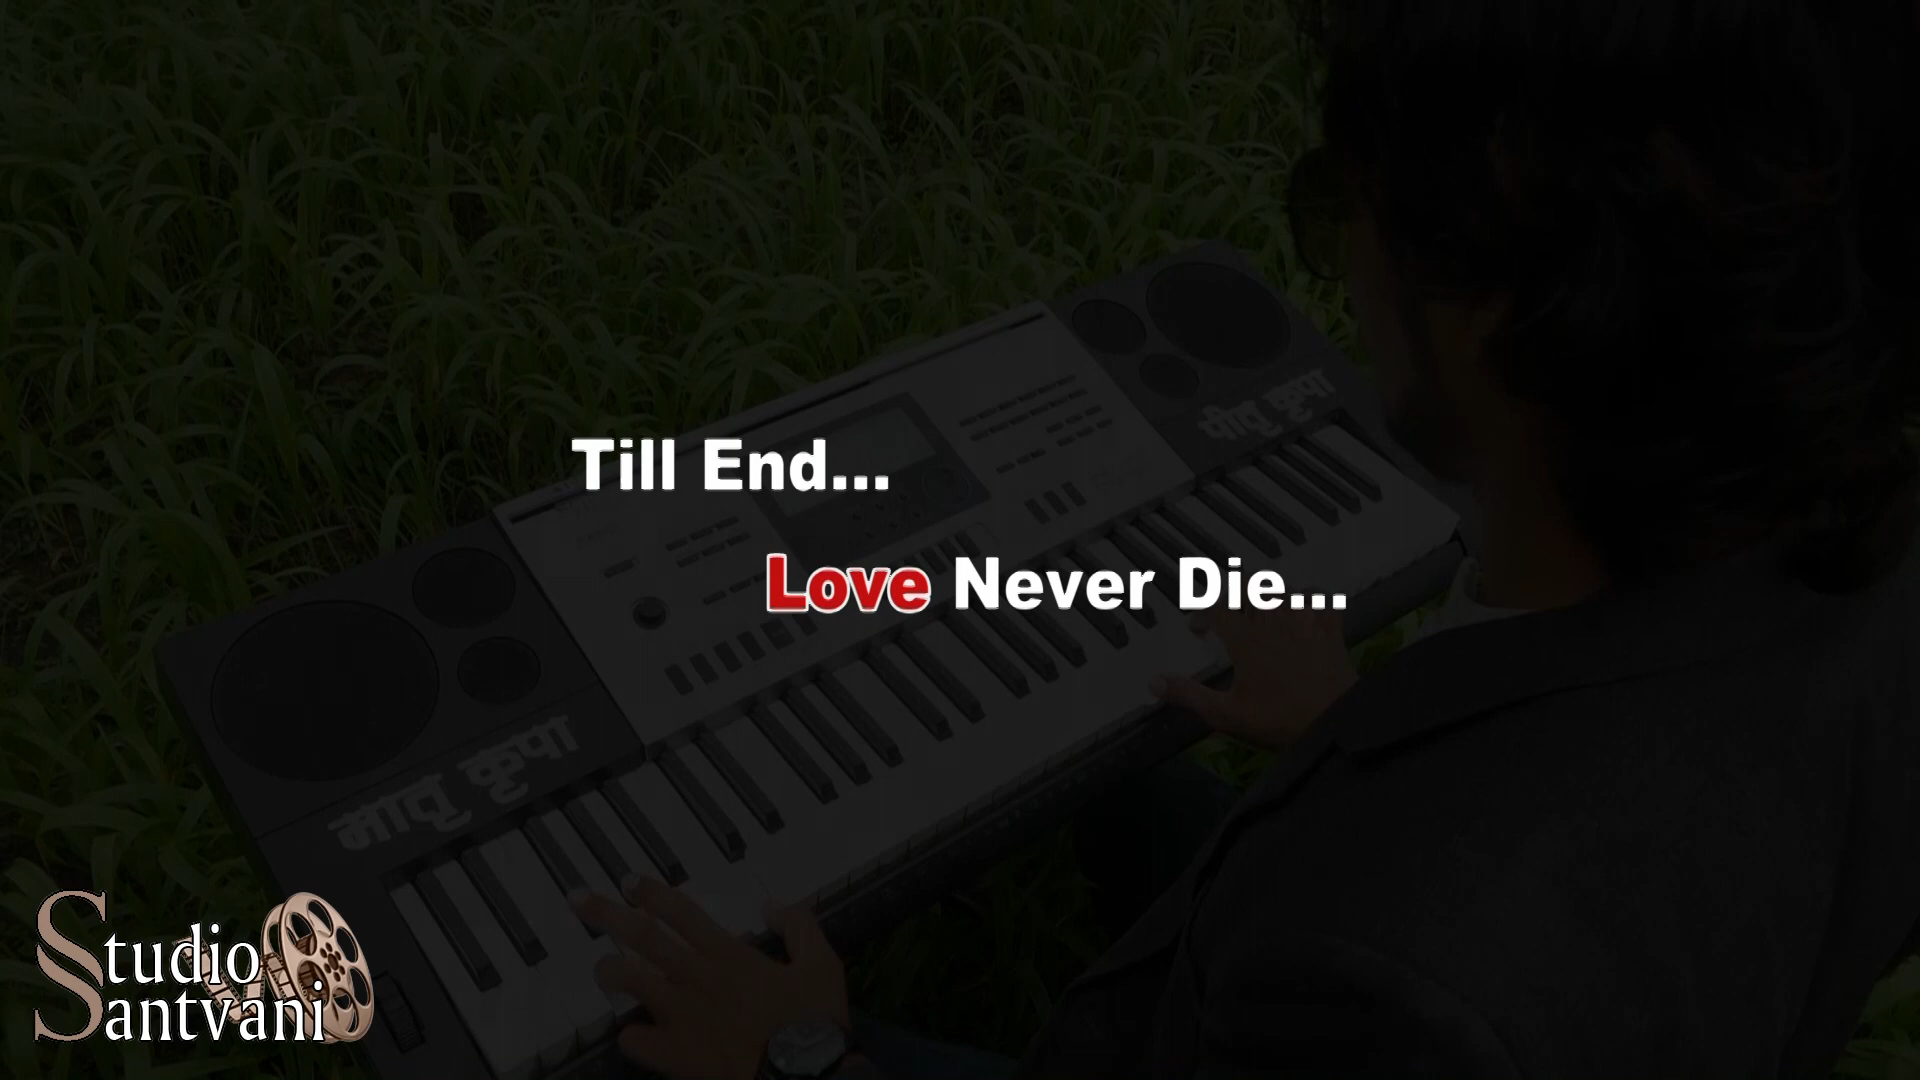 Till End...
Love Never Die...
मातृ कृपा
पीतृ कृपा
Studio
Santvani